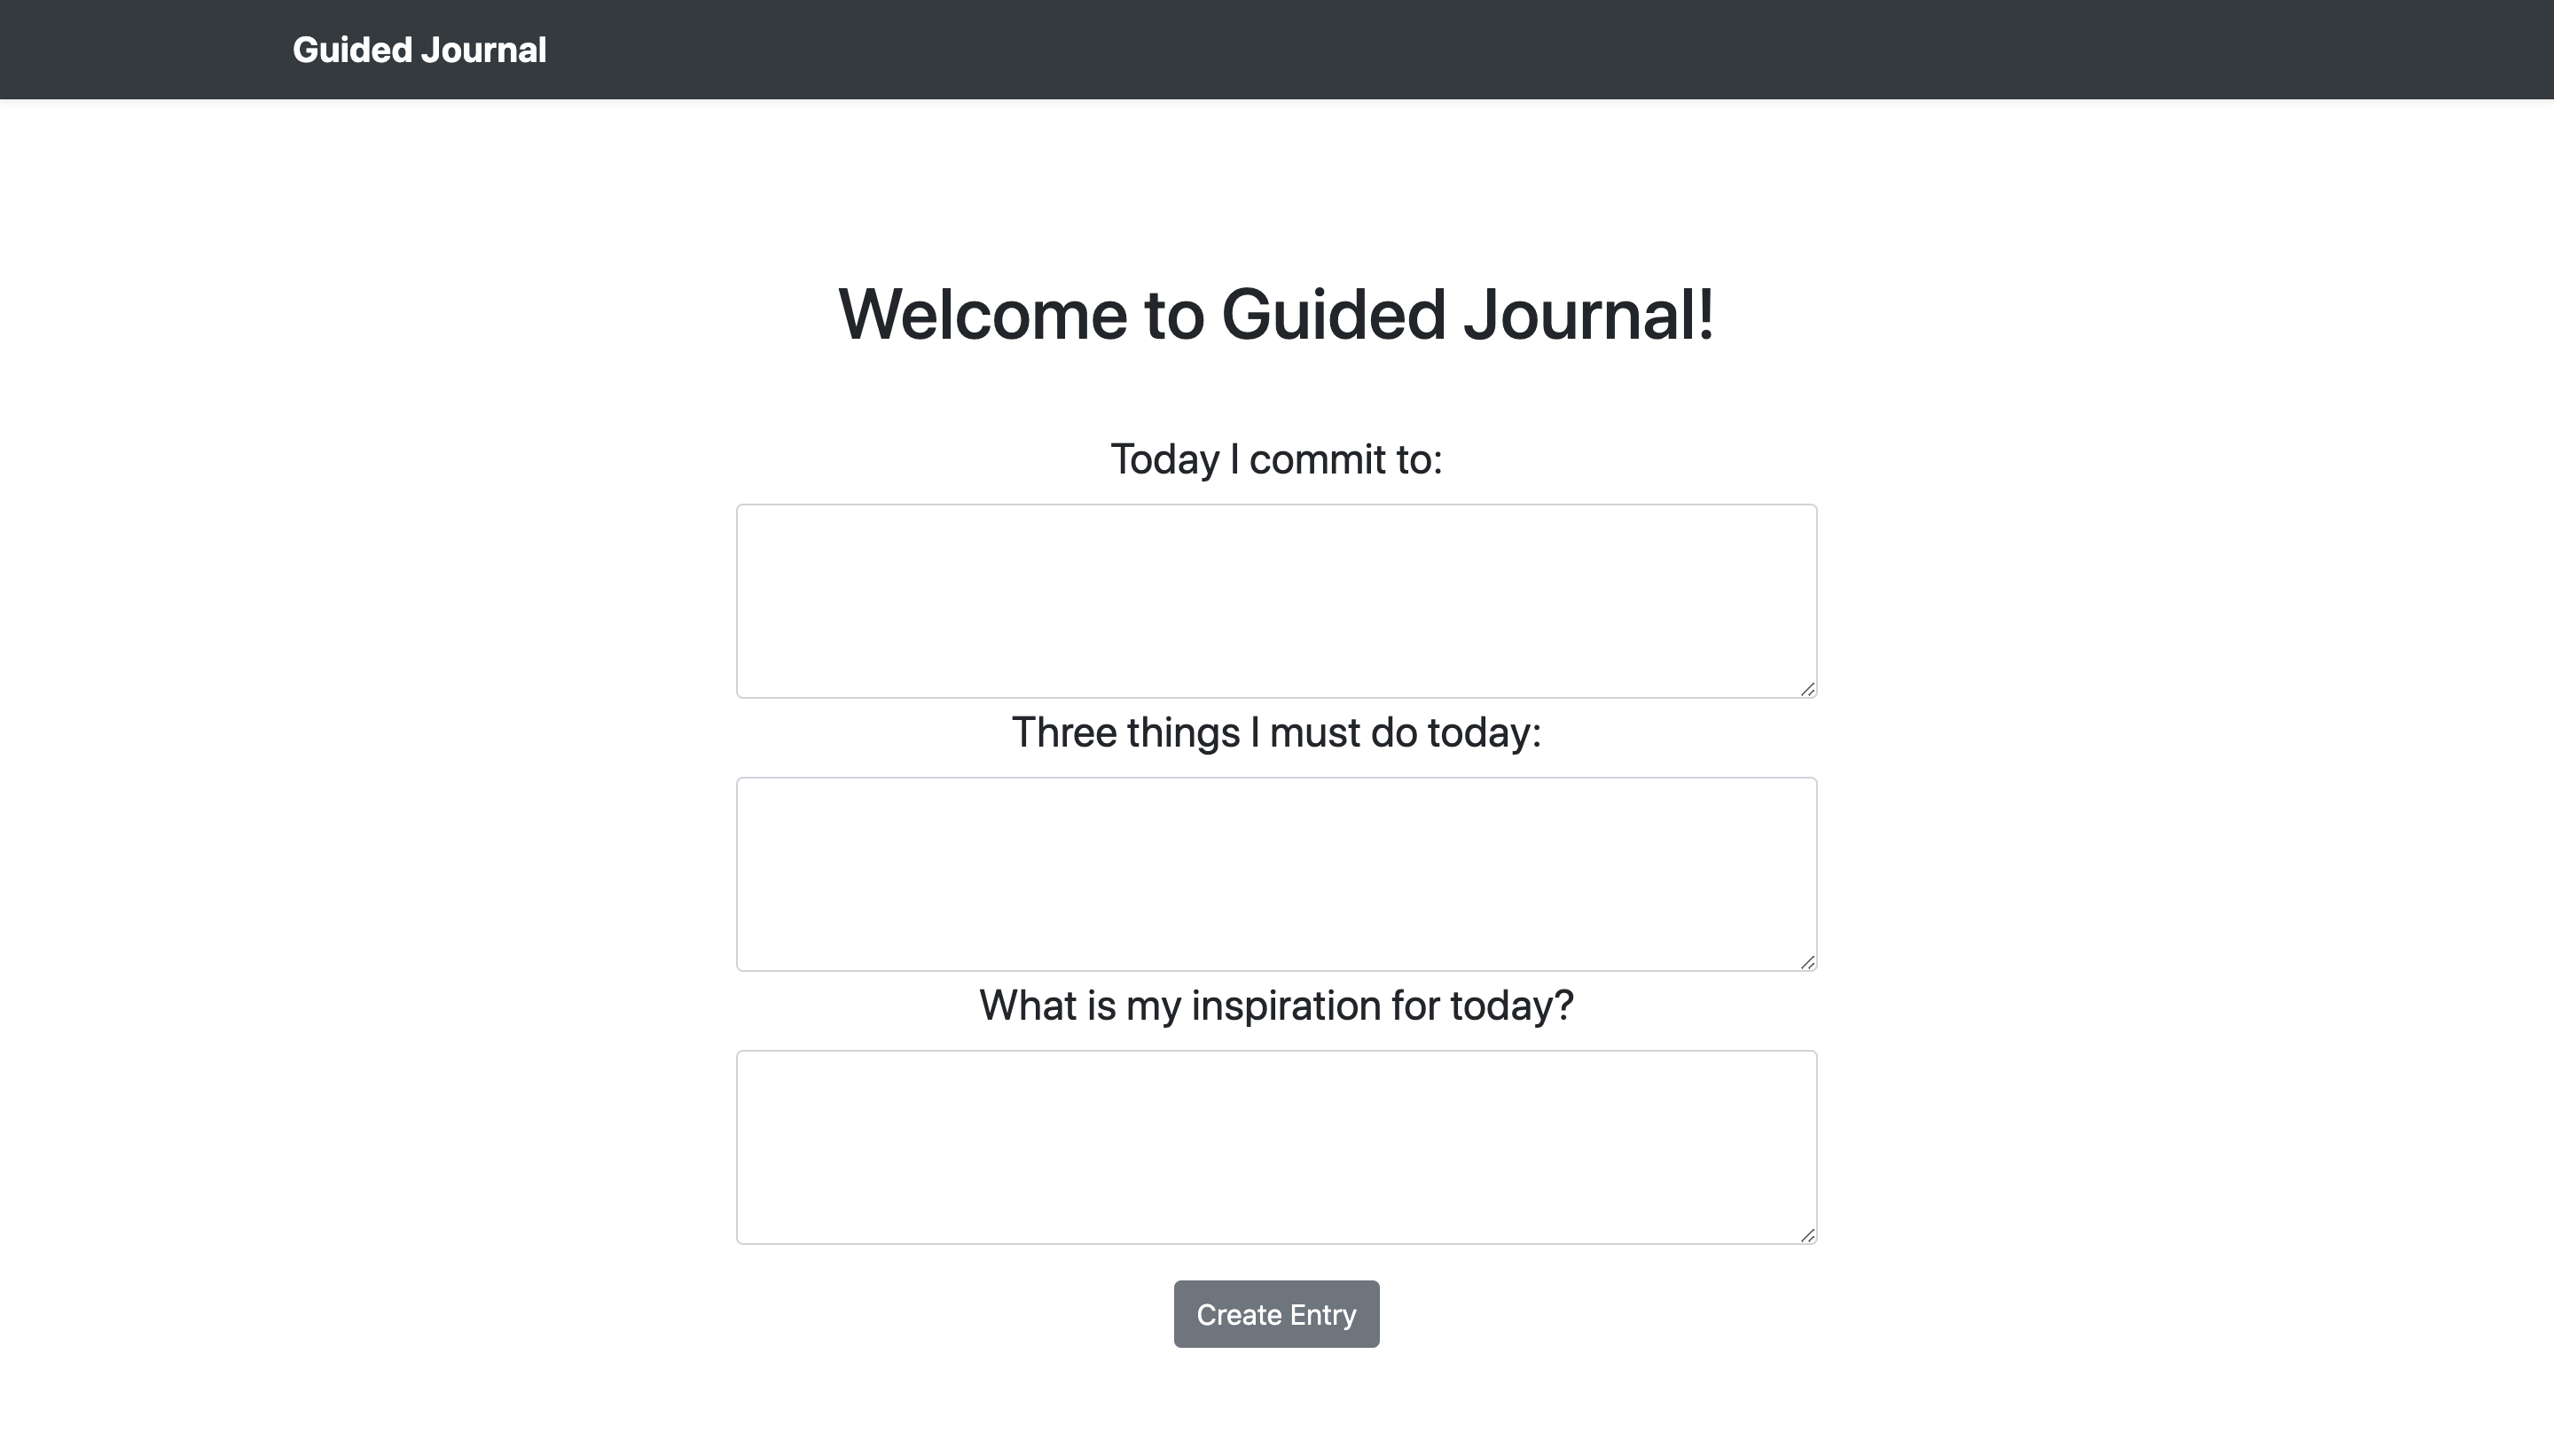 Guided Journal
Welcome to Guided Journal!
Today I commit to:
Three things I must do today:
What is my inspiration for today?
Create Entry